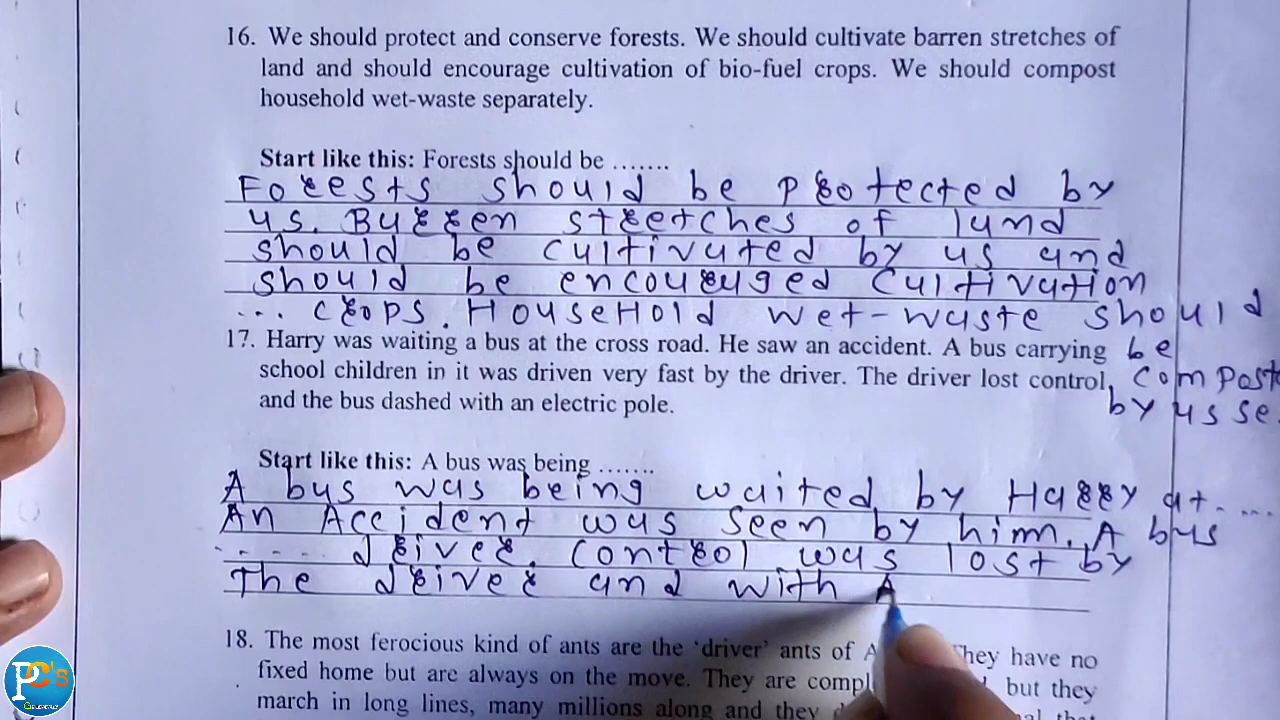 16. We should protect and conserve forests. We should cultivate barren stretches of
land and should encourage cultivation of bio-fuel crops. We should compost
household wet-waste separately.
Start like this: Forests should be …….
Forests should be protected by
us. Barren stretches of land
should be cultivated by us and
should be encouraged cultivation
... crops. HouseHold wet-waste should
17. Harry was waiting a bus at the cross road. He saw an accident. A bus carrying
be
school children in it was driven very fast by the driver. The driver lost control
compost
and the bus dashed with an electric pole.
by us se.
Start like this: A bus was being …….
A bus was being waited by Harry at....
An Accident was seen by him. A bus
..... driver. Control was lost by
The driver and with A
18. The most ferocious kind of ants are the 'driver' ants of They have no
fixed home but are always on the move. They are but they
march in long lines, many millions along and they
PC's